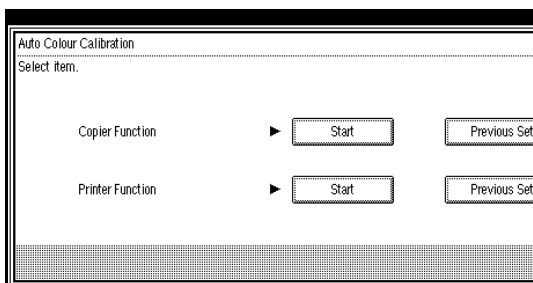 Auto Colour Calibration
Select item.
Copier Function ► Start Previous Set
Printer Function ► Start Previous Set